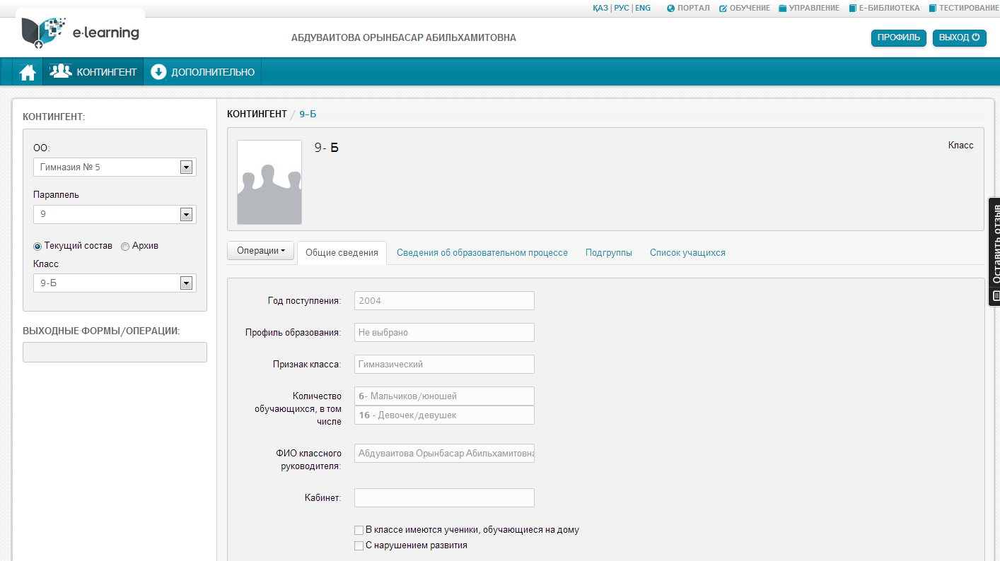 ҚАЗ | РУС | ENG ПОРТАЛ ОБУЧЕНИЕ УПРАВЛЕНИЕ Е-БИБЛИОТЕКА ТЕСТИРОВАНИЕ
e·learning
АБДУВАИТОВА ОРЫНБАСАР АБИЛЬХАМИТОВНА
ПРОФИЛЬ ВЫХОД
КОНТИНГЕНТ ДОПОЛНИТЕЛЬНО
КОНТИНГЕНТ:
ОО:
Гимназия № 5
Параллель
9
Текущий состав Архив
Класс
9-Б
ВЫХОДНЫЕ ФОРМЫ/ОПЕРАЦИИ:
КОНТИНГЕНТ / 9-Б
9- Б
Класс
Операции Общие сведения Сведения об образовательном процессе Подгруппы Список учащихся
Год поступления: 2004
Профиль образования: Не выбрано
Признак класса: Гимназический
Количество обучающихся, в том числе
6- Мальчиков/юношей
16 - Девочек/девушек
ФИО классного руководителя: Абдуваитова Орынбасар Абильхамитовна
Кабинет:
В классе имеются ученики, обучающиеся на дому
С нарушением развития
Оставить отзыв